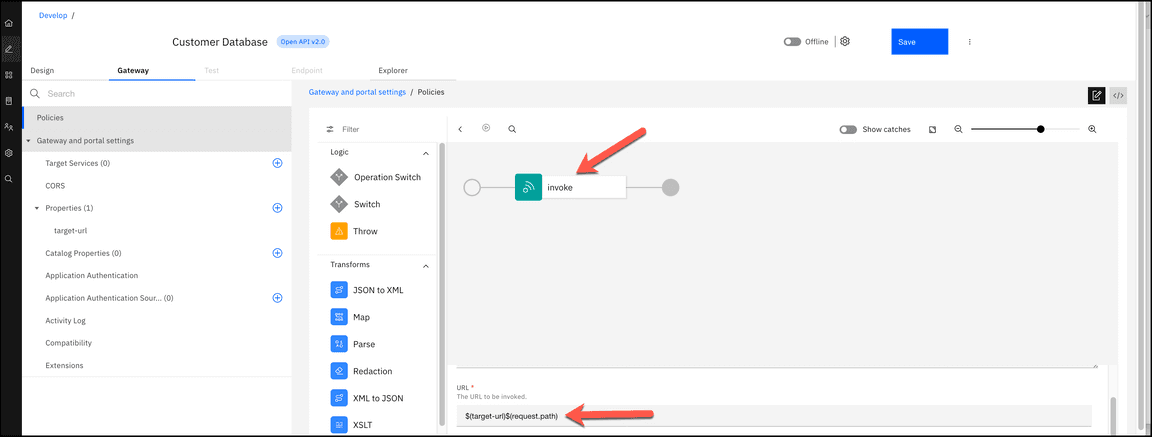 Develop /
Customer Database Open API v2.0 Offline Save
Design Gateway Test Endpoint Explorer
Search
Policies
Gateway and portal settings
Target Services (0)
CORS
Properties (1)
target-url
Catalog Properties (0)
Application Authentication
Application Authentication Sour... (0)
Activity Log
Compatibility
Extensions
Gateway and portal settings / Policies
</>
Filter
Show catches
Logic
Operation Switch
Switch
Throw
Transforms
JSON to XML
Map
Parse
Redaction
XML to JSON
XSLT
invoke
URL *
The URL to be invoked.
$(target-url)$(request.path)